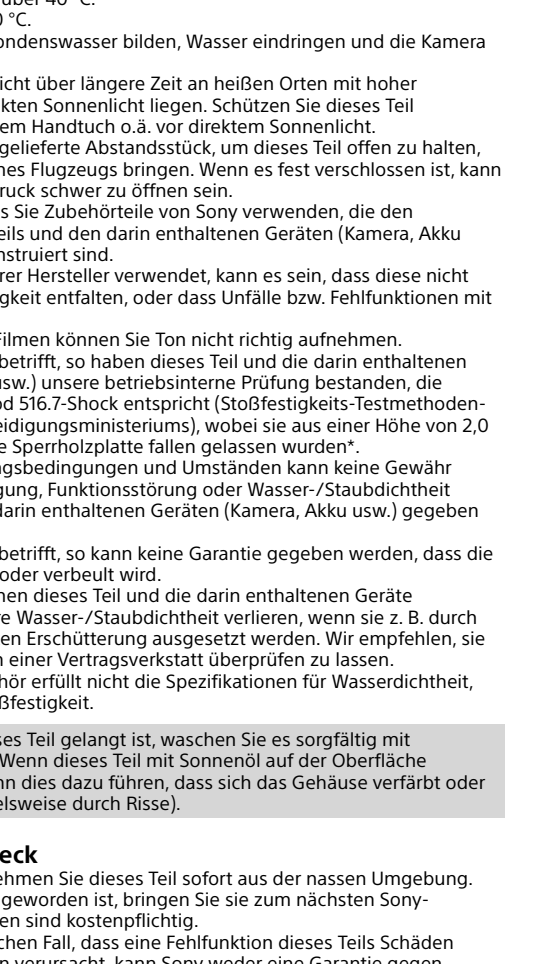 über 40 °C.
0 °C.
ondenswasser bilden, Wasser eindringen und die Kamera
icht über längere Zeit an heißen Orten mit hoher
kten Sonnenlicht liegen. Schützen Sie dieses Teil
em Handtuch o.ä. vor direktem Sonnenlicht.
gelieferte Abstandsstück, um dieses Teil offen zu halten,
nes Flugzeugs bringen. Wenn es fest verschlossen ist, kann
ruck schwer zu öffnen sein.
s Sie Zubehörteile von Sony verwenden, die den
eils und den darin enthaltenen Geräten (Kamera, Akku
nstruiert sind.
rer Hersteller verwendet, kann es sein, dass diese nicht
igkeit entfalten, oder dass Unfälle bzw. Fehlfunktionen mit
Filmen können Sie Ton nicht richtig aufnehmen.
betrifft, so haben dieses Teil und die darin enthaltenen
usw.) unsere betriebsinterne Prüfung bestanden, die
od 516.7-Shock entspricht (Stoßfestigkeits-Testmethoden-
eidigungsministeriums), wobei sie aus einer Höhe von 2,0
e Sperrholzplatte fallen gelassen wurden*.
ngsbedingungen und Umständen kann keine Gewähr
gung, Funktionsstörung oder Wasser-/Staubdichtheit
darin enthaltenen Geräten (Kamera, Akku usw.) gegeben
betrifft, so kann keine Garantie gegeben werden, dass die
oder verbeult wird.
nen dieses Teil und die darin enthaltenen Geräte
re Wasser-/Staubdichtheit verlieren, wenn sie z. B. durch
en Erschütterung ausgesetzt werden. Wir empfehlen, sie
n einer Vertragsverkstatt überprüfen zu lassen.
hör erfüllt nicht die Spezifikationen für Wasserdichtheit,
ßfestigkeit.
ses Teil gelangt ist, waschen Sie es sorgfältig mit
Wenn dieses Teil mit Sonnenöl auf der Oberfläche
nn dies dazu führen, dass sich das Gehäuse verfärbt oder
elsweise durch Risse).
eck
ehmen Sie dieses Teil sofort aus der nassen Umgebung.
geworden ist, bringen Sie sie zum nächsten Sony-
en sind kostenpflichtig.
chen Fall, dass eine Fehlfunktion dieses Teils Schäden
n verursacht, kann Sony weder eine Garantie gegen